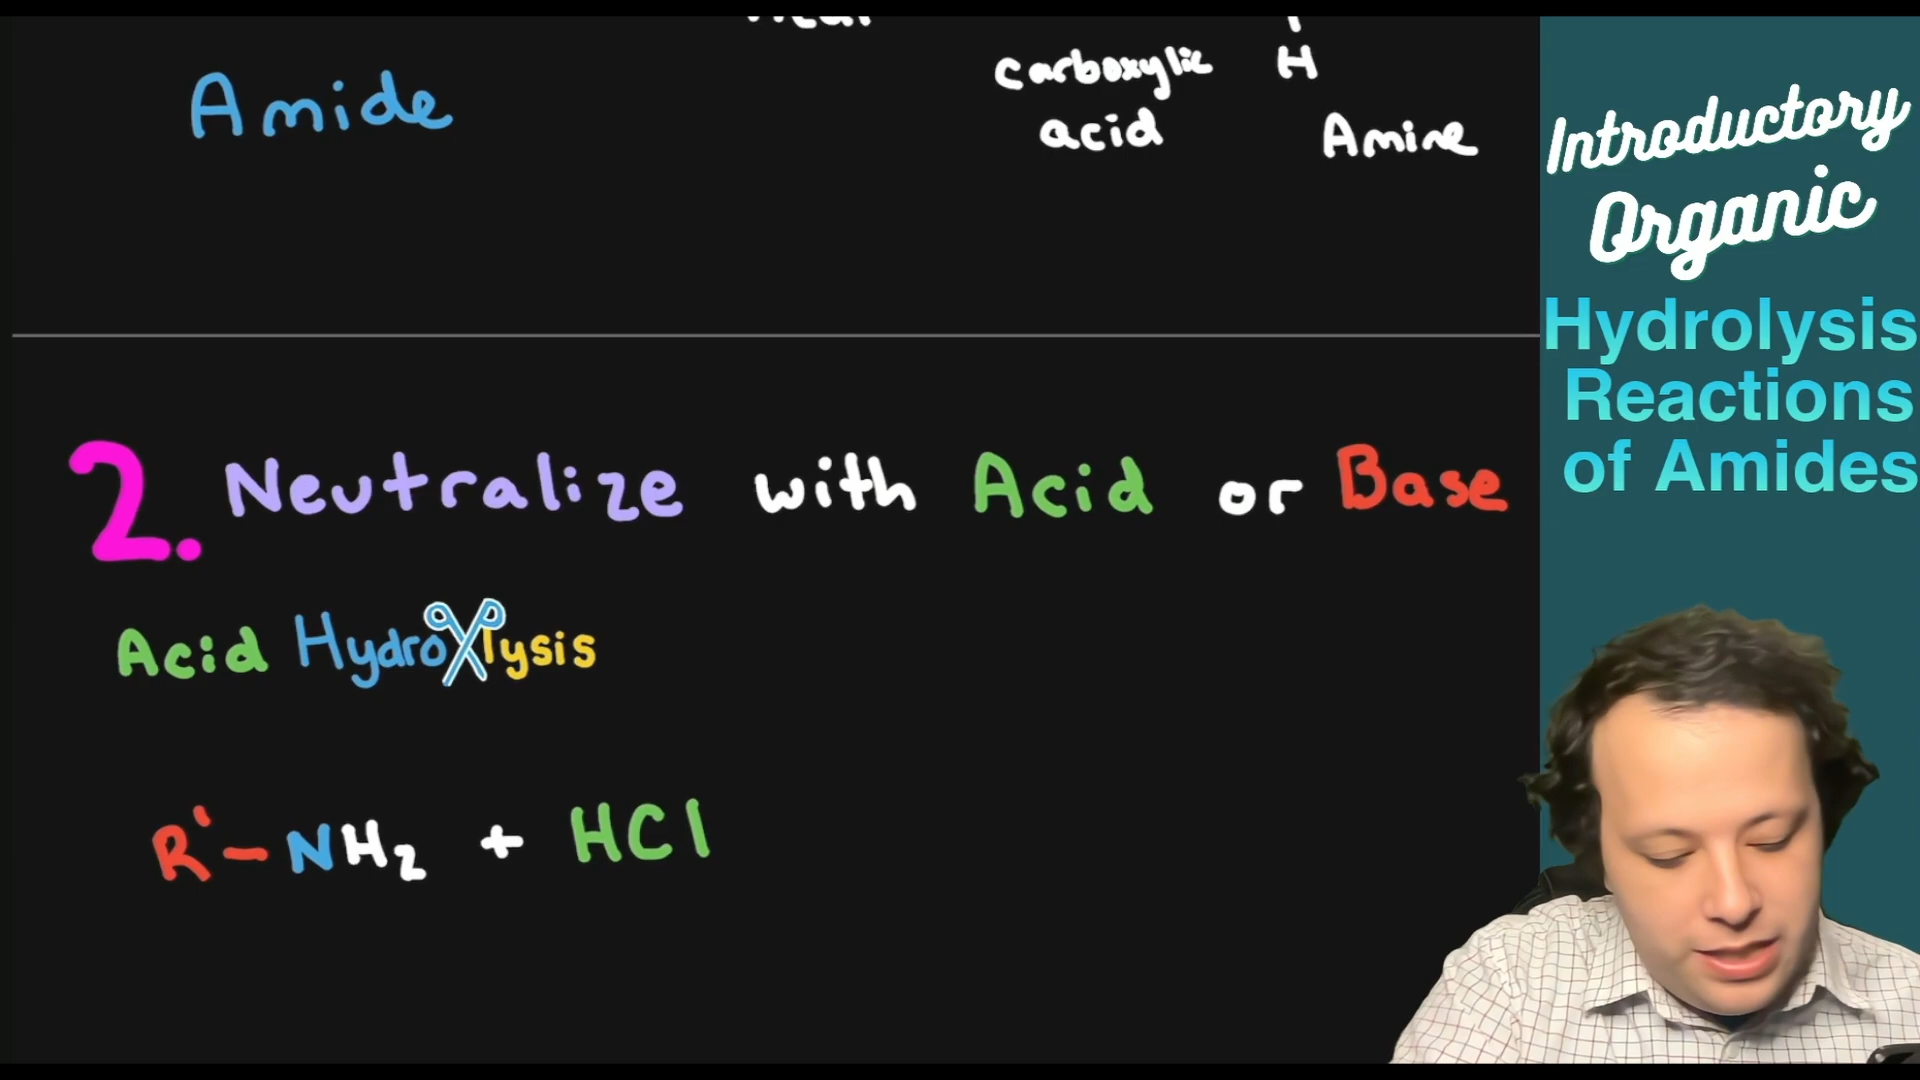 carboxylic
acid
H
Amide
Amine
2. Neutralize with Acid or Base
Acid Hydrolysis
R'-NH2 + HCl
Introductory
Organic
Hydrolysis
Reactions
of Amides